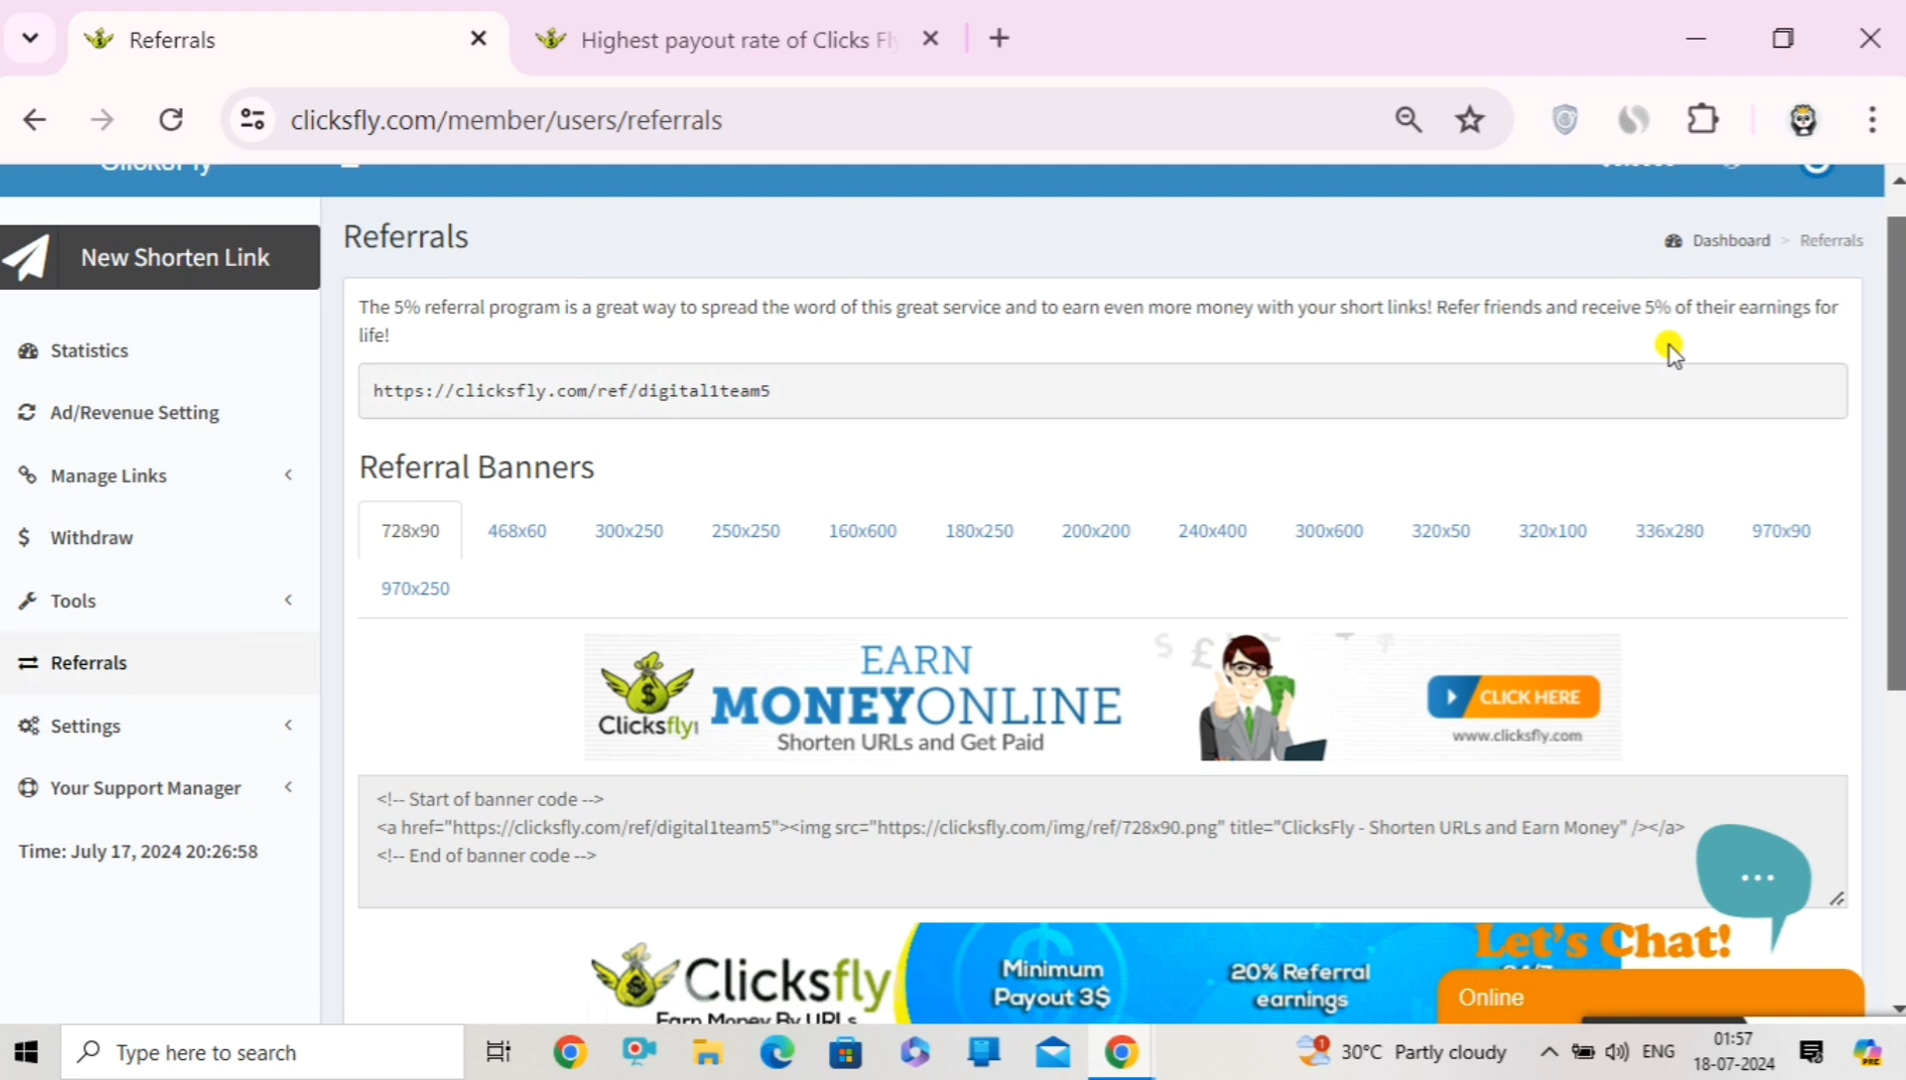 Referrals
Highest payout rate of Clicks Fl
clicksfly.com/member/users/referrals
ClicksFly
New Shorten Link
Referrals
Dashboard > Referrals
The 5% referral program is a great way to spread the word of this great service and to earn even more money with your short links! Refer friends and receive 5% of their earnings for
life!
https://clicksfly.com/ref/digital1team5
Statistics
Ad/Revenue Setting
Manage Links
Withdraw
Tools
Referrals
Settings
Your Support Manager
Time: July 17, 2024 20:26:58
Referral Banners
728x90 468x60 300x250 250x250 160x600 180x250 200x200 240x400 300x600 320x50 320x100 336x280 970x90
970x250
Clicksfly
EARN
MONEYONLINE
Shorten URLs and Get Paid
CLICK HERE
www.clicksfly.com
<!-- Start of banner code -->
<a href="https://clicksfly.com/ref/digital1team5"><img src="https://clicksfly.com/img/ref/728x90.png" title="ClicksFly - Shorten URLs and Earn Money" /></a>
<!-- End of banner code -->
Clicksfly
Earn Money By URLs
Minimum
Payout 3$
20% Referral
earnings
Let's Chat!
Online
Type here to search
1
30°C Partly cloudy
ENG
01:57
18-07-2024
PRE